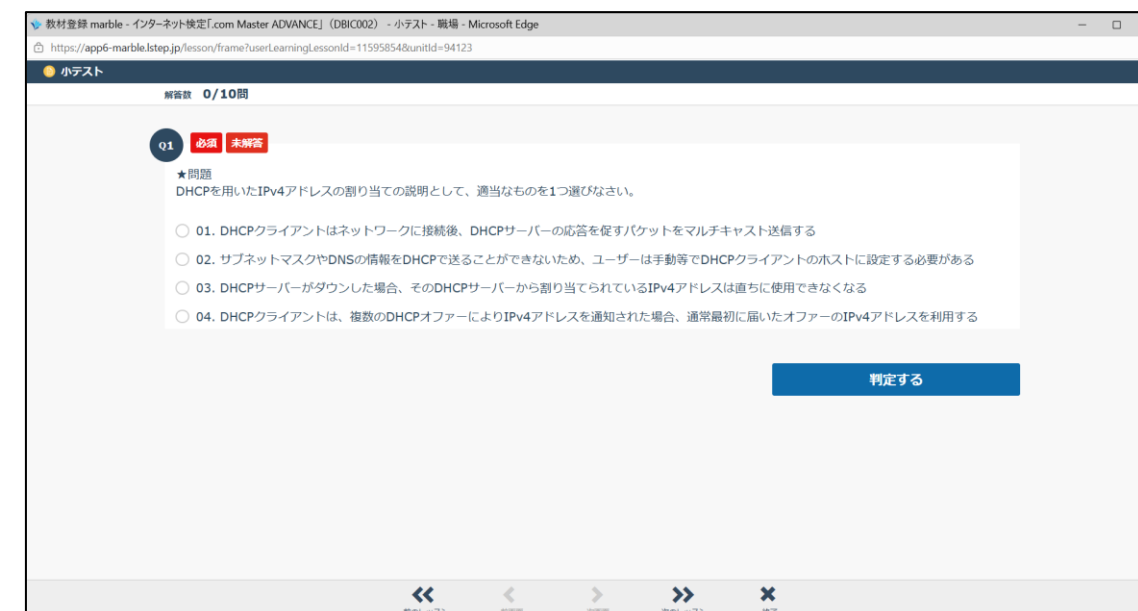 教材登録 marble - インターネット検定「.com Master ADVANCE」（DBIC002） - 小テスト - 職場 - Microsoft Edge
https://app6-marble.lstep.jp/lesson/frame?userLearningLessonId=11595854&unitId=94123
小テスト
解答数 0/10問
Q1 必須 未解答
★問題
DHCPを用いたIPv4アドレスの割り当ての説明として、適当なものを1つ選びなさい。
01. DHCPクライアントはネットワークに接続後、DHCPサーバーの応答を促すパケットをマルチキャスト送信する
02. サブネットマスクやDNSの情報をDHCPで送ることができないため、ユーザーは手動等でDHCPクライアントのホストに設定する必要がある
03. DHCPサーバーがダウンした場合、そのDHCPサーバーから割り当てられているIPv4アドレスは直ちに使用できなくなる
04. DHCPクライアントは、複数のDHCPオファーによりIPv4アドレスを通知された場合、通常最初に届いたオファーのIPv4アドレスを利用する
判定する